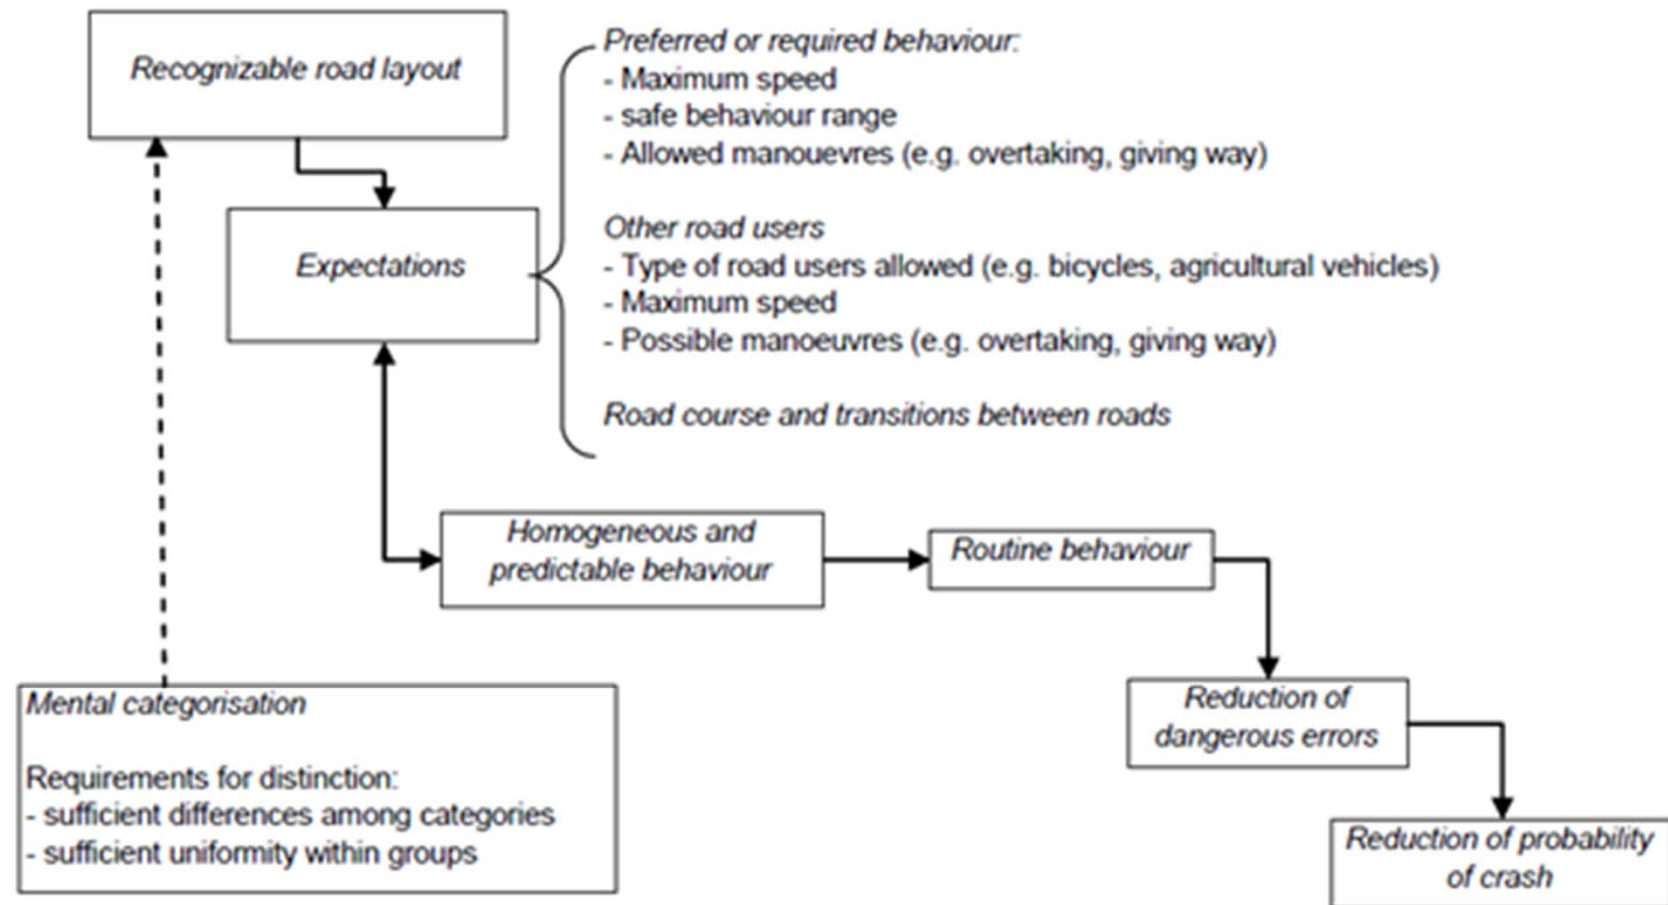 Recognizable road layout
Preferred or required behaviour:
- Maximum speed
- safe behaviour range
- Allowed manouevres (e.g. overtaking, giving way)
Expectations
Other road users
- Type of road users allowed (e.g. bicycles, agricultural vehicles)
- Maximum speed
- Possible manoeuvres (e.g. overtaking, giving way)
Road course and transitions between roads
Homogeneous and
predictable behaviour
Routine behaviour
Mental categorisation
Requirements for distinction:
- sufficient differences among categories
- sufficient uniformity within groups
Reduction of
dangerous errors
Reduction of probability
of crash